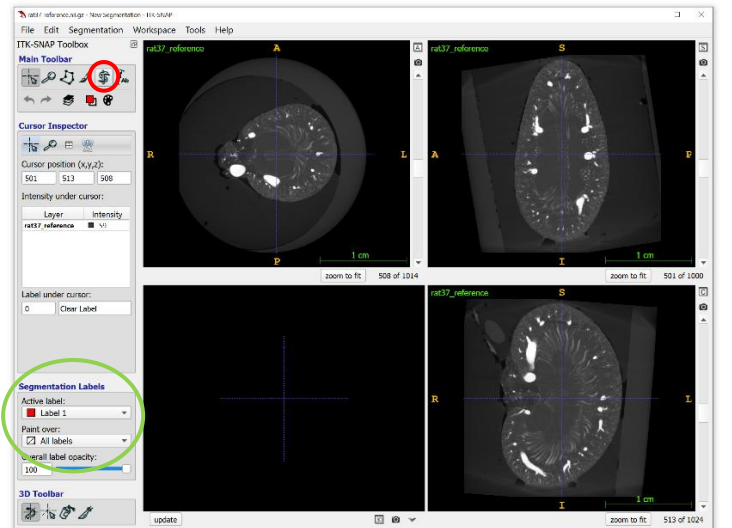 rat37 reference.nii.gz - New Segmentation - ITK-SNAP
File Edit Segmentation Workspace Tools Help
ITK-SNAP Toolbox
Main Toolbar
Cursor Inspector
Cursor position (x,y,z):
501 513 508
Intensity under cursor:
Layer Intensity
rat37_reference 59
Label under cursor:
0 Clear Label
Segmentation Labels
Active label:
Label 1
Paint over:
All labels
Overall label opacity:
100
3D Toolbar
rat37_reference
A
R
L
P
1 cm
A
zoom to fit 508 of 1014
rat37_reference
S
A
P
I
1 cm
S
zoom to fit 501 of 1000
update
rat37_reference
S
R
L
I
1 cm
C
zoom to fit 513 of 1024